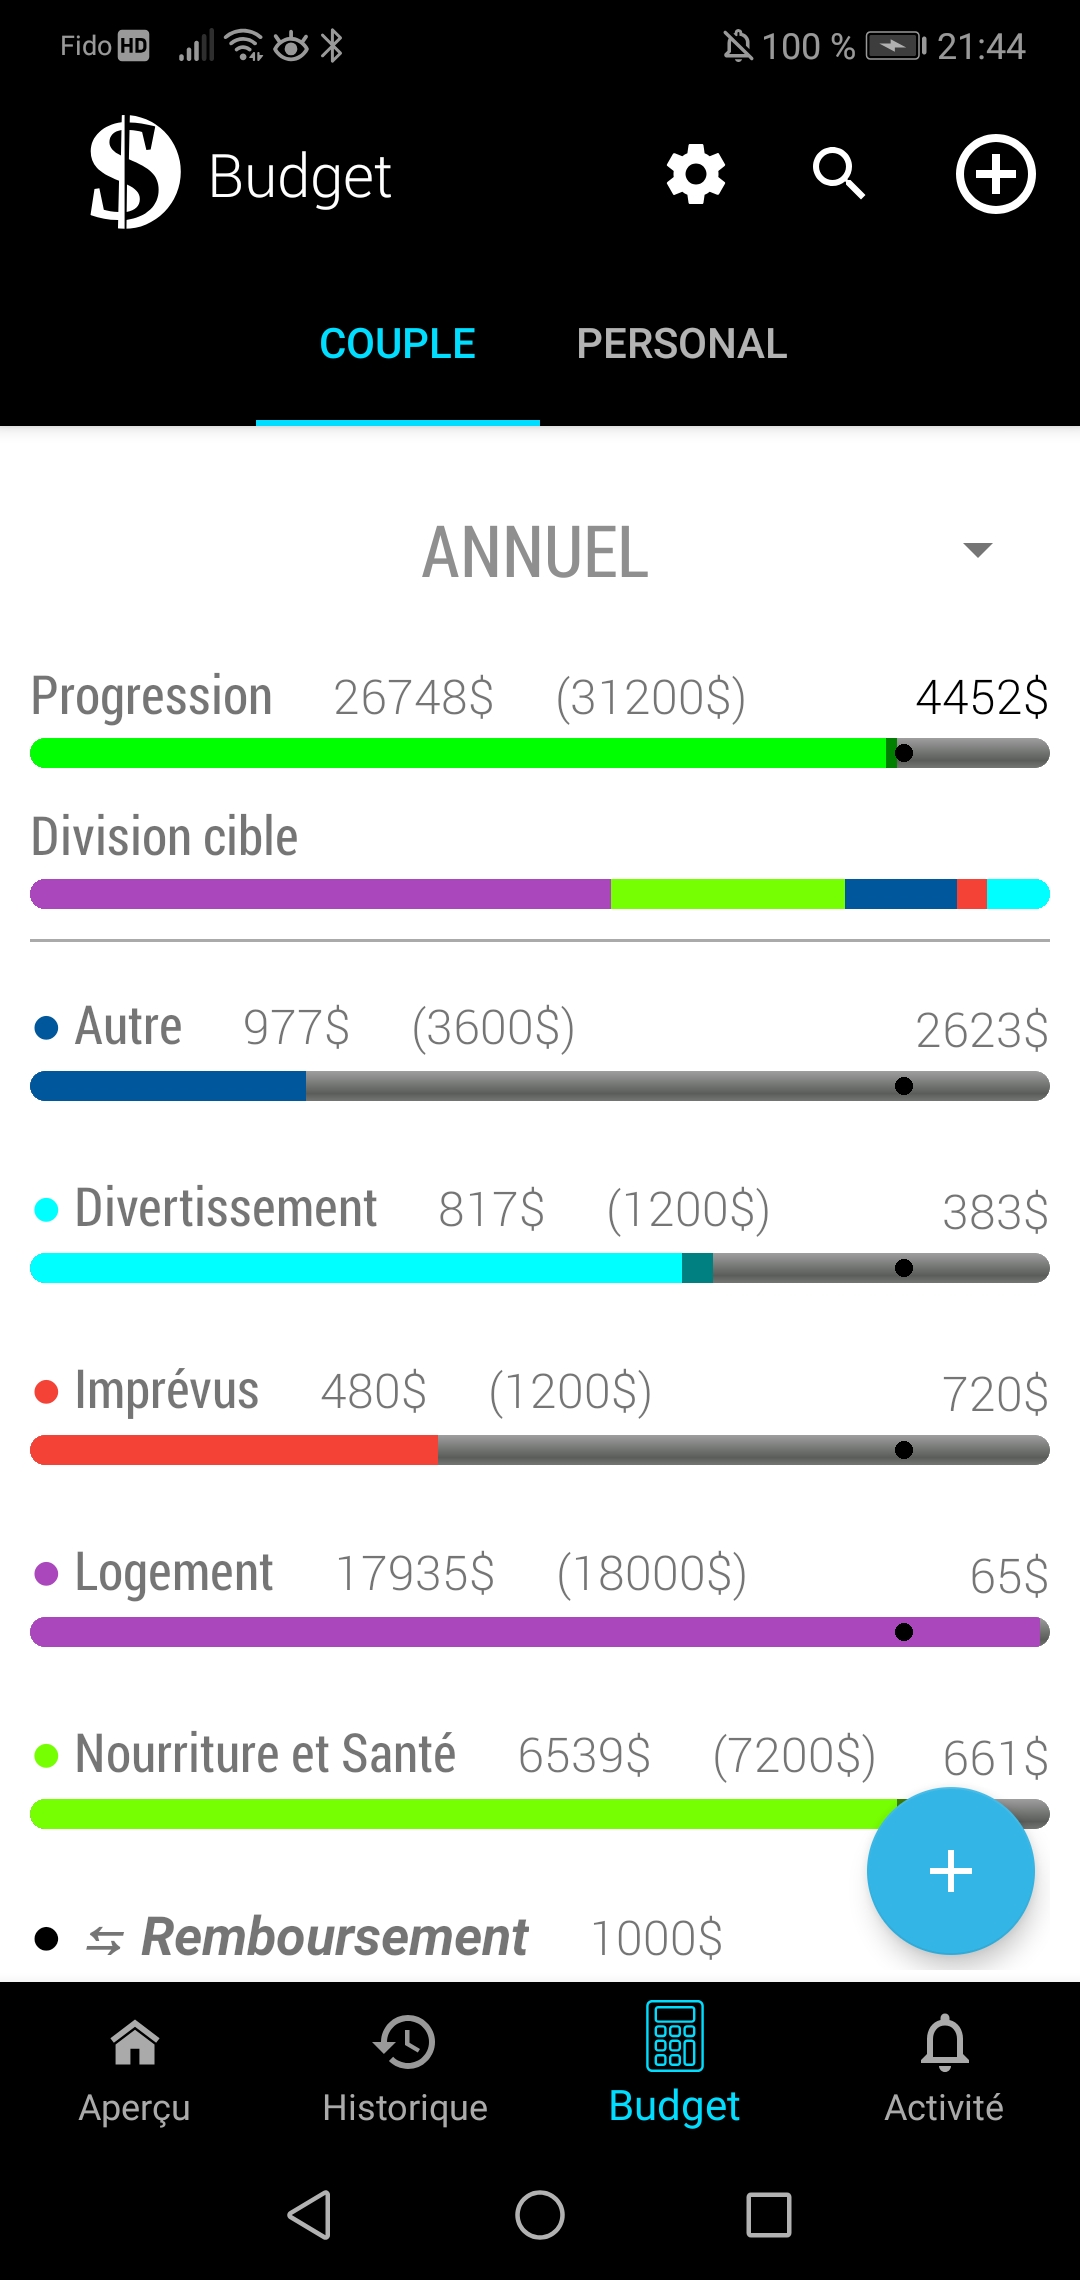 Fido HD 100 % 21:44
$ Budget
COUPLE PERSONAL
ANNUEL
Progression 26748$ (31200$) 4452$
Division cible
Autre 977$ (3600$) 2623$
Divertissement 817$ (1200$) 383$
Imprévus 480$ (1200$) 720$
Logement 17935$ (18000$) 65$
Nourriture et Santé 6539$ (7200$) 661$
Remboursement 1000$
Aperçu Historique Budget Activité